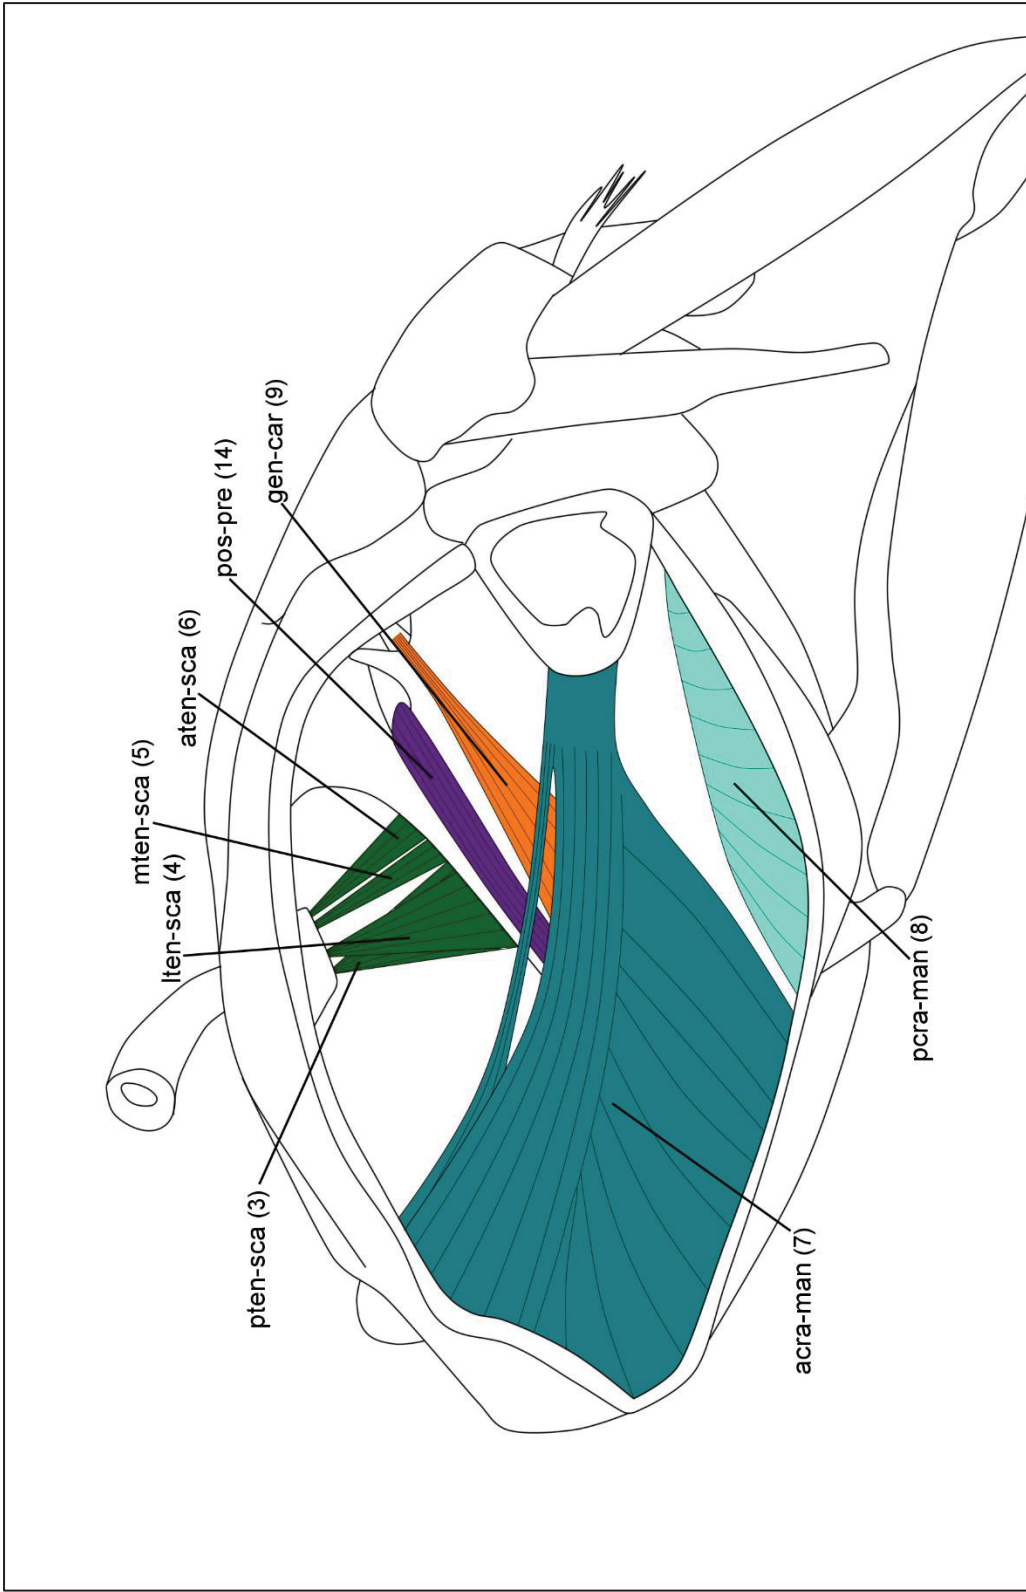 mten-sca (5)
lten-sca (4)
aten-sca (6)
pos-pre (14)
pten-sca (3)
gen-car (9)
acra-man (7)
pcra-man (8)